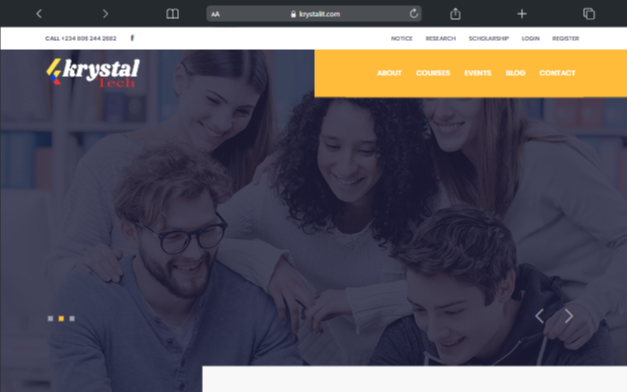 AA krystalit.com
CALL +234 806 244 2882 f NOTICE RESEARCH SCHOLARSHIP LOGIN REGISTER
krystal
Tech
ABOUT COURSES EVENTS BLOG CONTACT